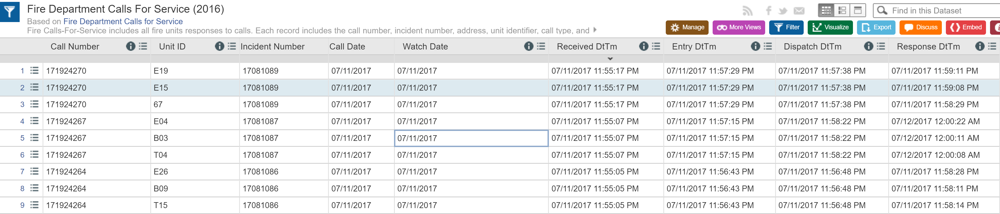 Fire Department Calls For Service (2016)
Find in this Dataset
Based on Fire Department Calls for Service
Fire Calls-For-Service includes all fire units responses to calls. Each record includes the call number, incident number, address, unit identifier, call type, and
Manage More Views Filter Visualize Export Discuss Embed
Call Number Unit ID Incident Number Call Date Watch Date Received DtTm Entry DtTm Dispatch DtTm Response DtTm
1 171924270 E19 17081089 07/11/2017 07/11/2017 07/11/2017 11:55:17 PM 07/11/2017 11:57:29 PM 07/11/2017 11:57:38 PM 07/11/2017 11:59:11 PM
2 171924270 E15 17081089 07/11/2017 07/11/2017 07/11/2017 11:55:17 PM 07/11/2017 11:57:29 PM 07/11/2017 11:57:38 PM 07/11/2017 11:59:08 PM
3 171924270 67 17081089 07/11/2017 07/11/2017 07/11/2017 11:55:17 PM 07/11/2017 11:57:29 PM 07/11/2017 11:57:38 PM 07/11/2017 11:58:29 PM
4 171924267 E04 17081087 07/11/2017 07/11/2017 07/11/2017 11:55:07 PM 07/11/2017 11:57:15 PM 07/11/2017 11:58:22 PM 07/12/2017 12:00:22 AM
5 171924267 B03 17081087 07/11/2017 07/11/2017 07/11/2017 11:55:07 PM 07/11/2017 11:57:15 PM 07/11/2017 11:58:22 PM 07/12/2017 12:00:11 AM
6 171924267 T04 17081087 07/11/2017 07/11/2017 07/11/2017 11:55:07 PM 07/11/2017 11:57:15 PM 07/11/2017 11:58:22 PM 07/12/2017 12:00:08 AM
7 171924264 E26 17081086 07/11/2017 07/11/2017 07/11/2017 11:55:05 PM 07/11/2017 11:56:43 PM 07/11/2017 11:56:48 PM 07/11/2017 11:58:28 PM
8 171924264 B09 17081086 07/11/2017 07/11/2017 07/11/2017 11:55:05 PM 07/11/2017 11:56:43 PM 07/11/2017 11:56:48 PM 07/11/2017 11:58:11 PM
9 171924264 T15 17081086 07/11/2017 07/11/2017 07/11/2017 11:55:05 PM 07/11/2017 11:56:43 PM 07/11/2017 11:56:48 PM 07/11/2017 11:58:14 PM